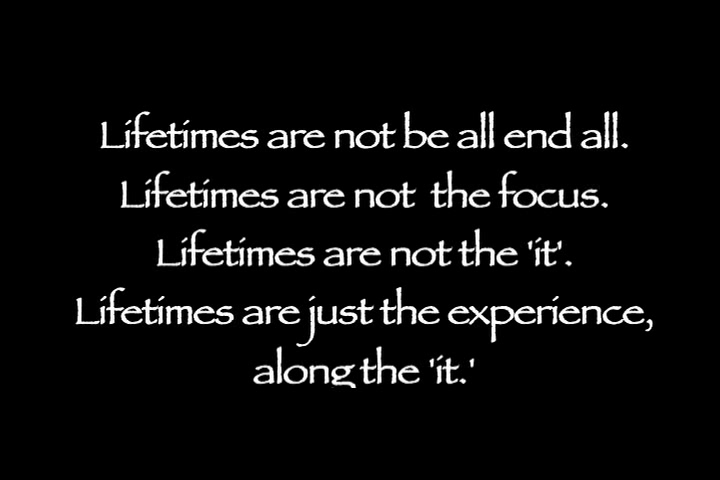 Lifetimes are not be all end all.
Lifetimes are not  the focus.
Lifetimes are not the 'it'.
Lifetimes are just the experience,
along the 'it.'